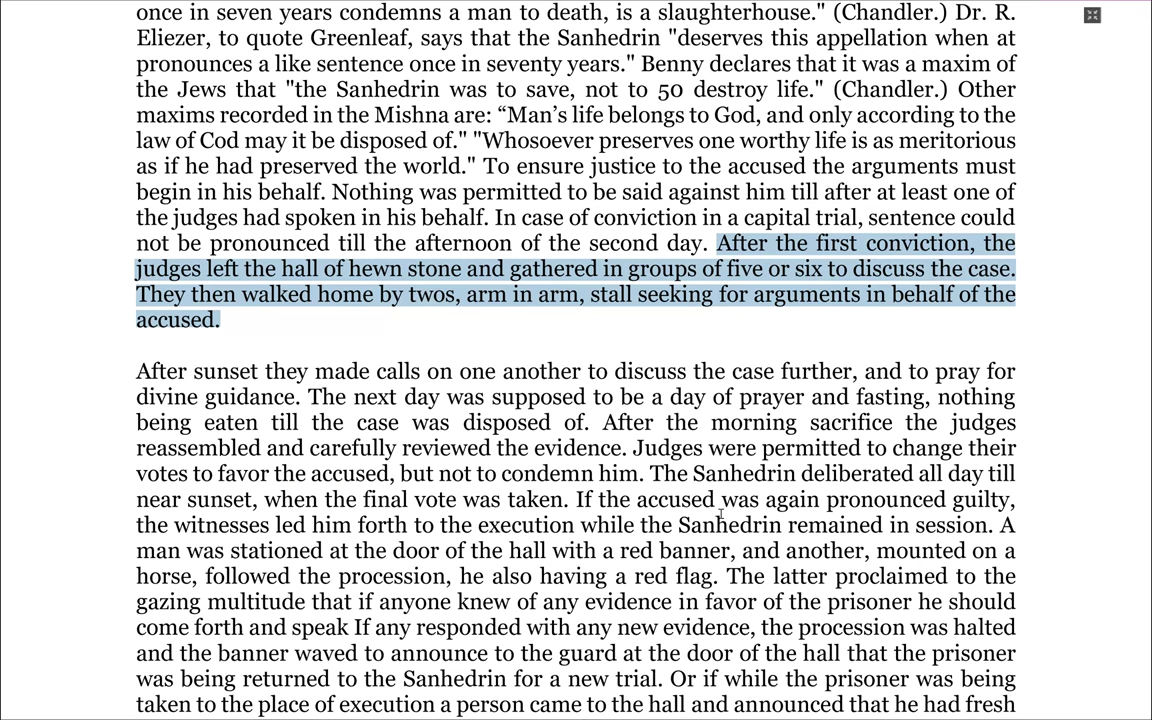 once in seven years condemns a man to death, is a slaughterhouse." (Chandler.) Dr. R.
Eliezer, to quote Greenleaf, says that the Sanhedrin "deserves this appellation when at
pronounces a like sentence once in seventy years." Benny declares that it was a maxim of
the Jews that "the Sanhedrin was to save, not to 50 destroy life." (Chandler.) Other
maxims recorded in the Mishna are: “Man’s life belongs to God, and only according to the
law of Cod may it be disposed of." "Whosoever preserves one worthy life is as meritorious
as if he had preserved the world." To ensure justice to the accused the arguments must
begin in his behalf. Nothing was permitted to be said against him till after at least one of
the judges had spoken in his behalf. In case of conviction in a capital trial, sentence could
not be pronounced till the afternoon of the second day. After the first conviction, the
judges left the hall of hewn stone and gathered in groups of five or six to discuss the case.
They then walked home by twos, arm in arm, stall seeking for arguments in behalf of the
accused.
After sunset they made calls on one another to discuss the case further, and to pray for
divine guidance. The next day was supposed to be a day of prayer and fasting, nothing
being eaten till the case was disposed of. After the morning sacrifice the judges
reassembled and carefully reviewed the evidence. Judges were permitted to change their
votes to favor the accused, but not to condemn him. The Sanhedrin deliberated all day till
near sunset, when the final vote was taken. If the accused was again pronounced guilty,
the witnesses led him forth to the execution while the Sanhedrin remained in session. A
man was stationed at the door of the hall with a red banner, and another, mounted on a
horse, followed the procession, he also having a red flag. The latter proclaimed to the
gazing multitude that if anyone knew of any evidence in favor of the prisoner he should
come forth and speak If any responded with any new evidence, the procession was halted
and the banner waved to announce to the guard at the door of the hall that the prisoner
was being returned to the Sanhedrin for a new trial. Or if while the prisoner was being
taken to the place of execution a person came to the hall and announced that he had fresh